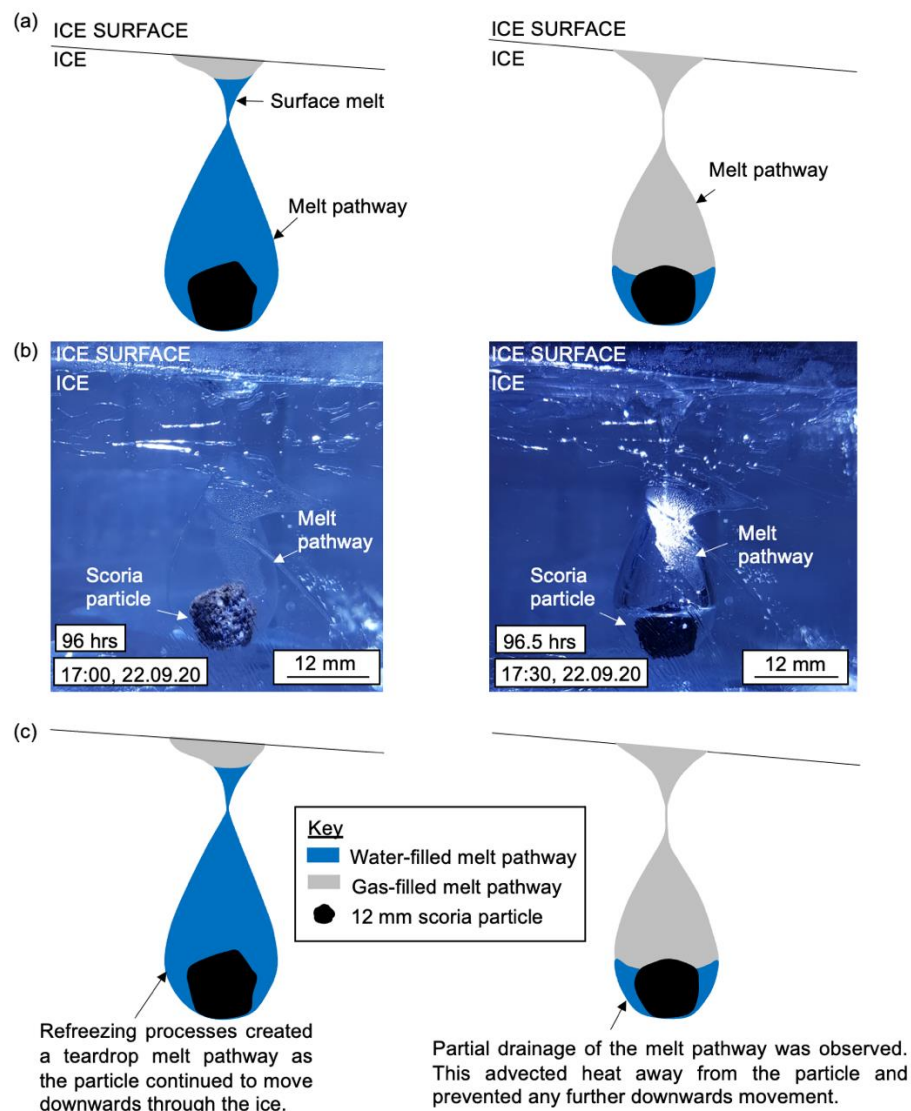 (a)
ICE SURFACE
ICE
Surface melt
Melt pathway
ICE SURFACE
ICE
Melt pathway
(b)
ICE SURFACE
ICE
Melt
pathway
Scoria
particle
96 hrs
17:00, 22.09.20
12 mm
ICE SURFACE
ICE
Melt
pathway
Scoria
particle
96.5 hrs
17:30, 22.09.20
12 mm
(c)
Key
Water-filled melt pathway
Gas-filled melt pathway
12 mm scoria particle
Refreezing processes created
a teardrop melt pathway as
the particle continued to move
downwards through the ice.
Partial drainage of the melt pathway was observed.
This advected heat away from the particle and
prevented any further downwards movement.